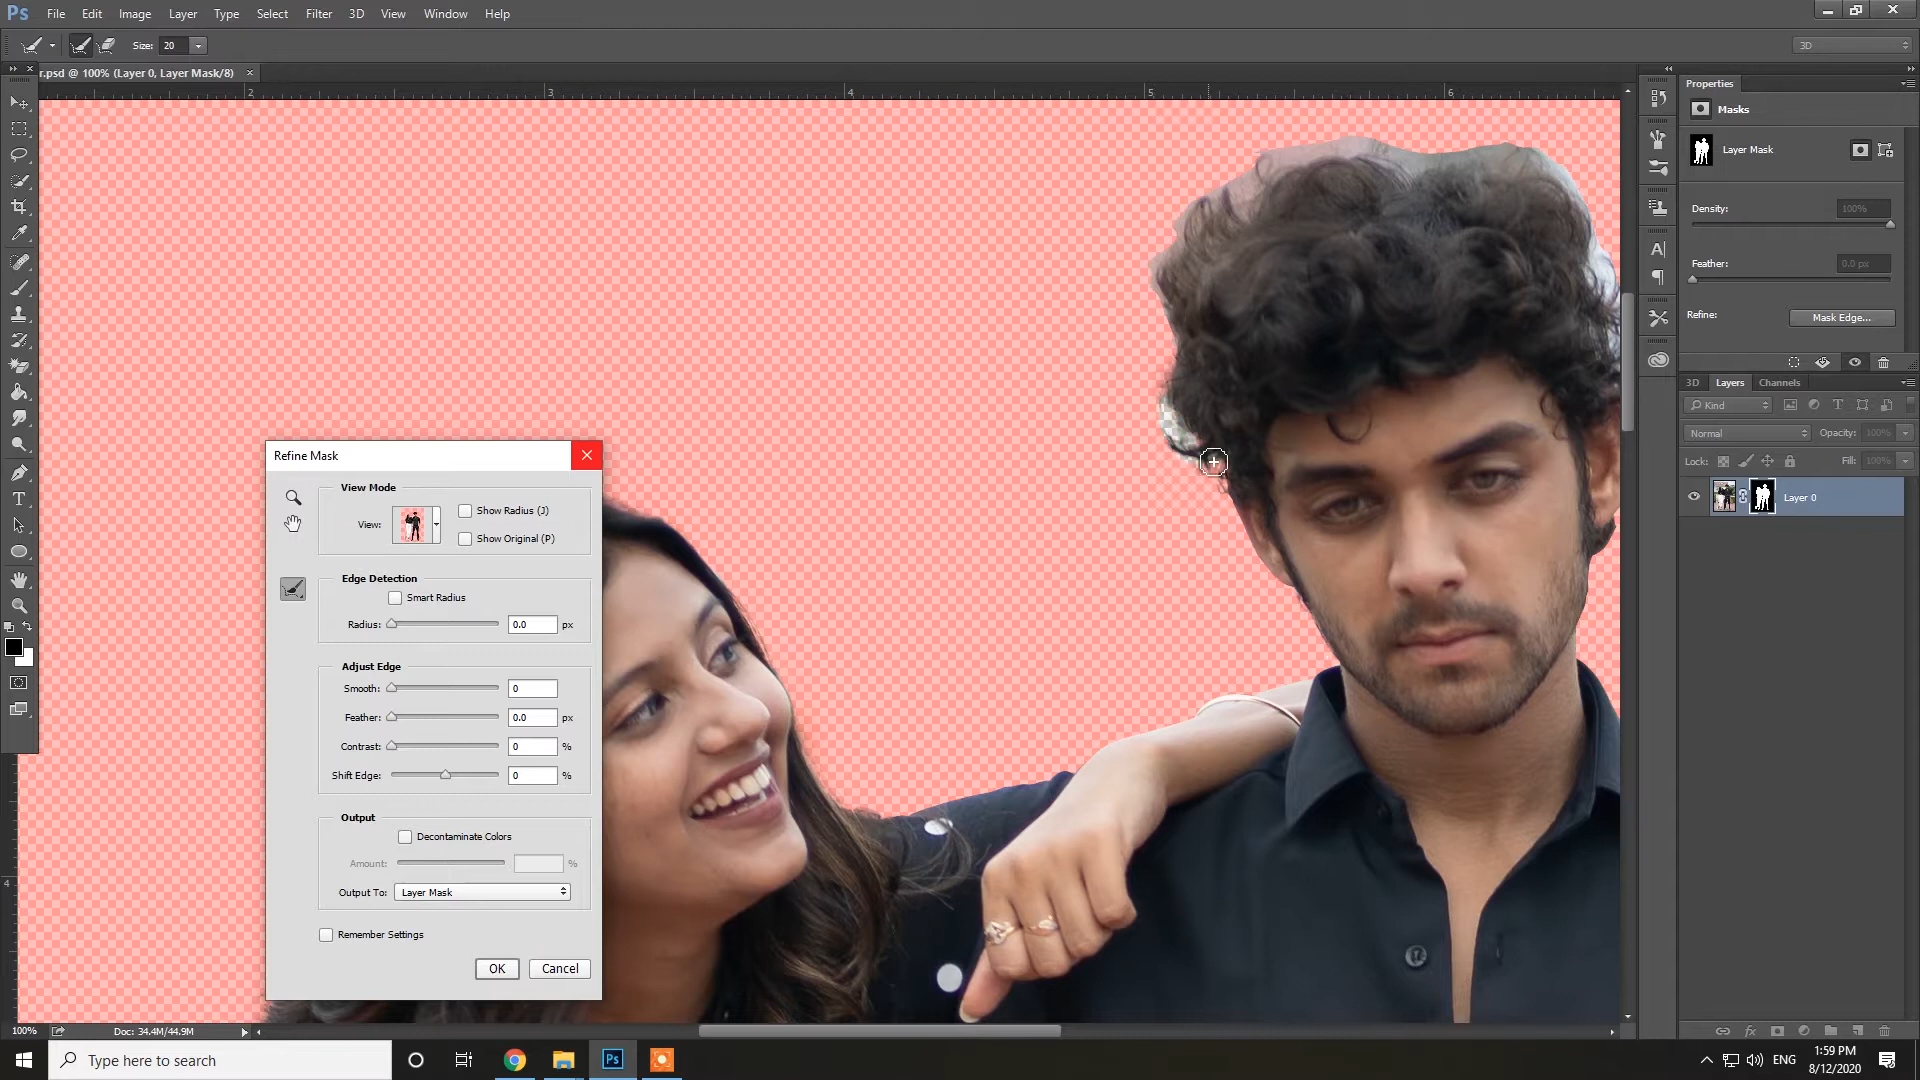 Ps File Edit Image Layer Type Select Filter 3D View Window Help
Size: 20 3D
r.psd @ 100% (Layer 0, Layer Mask/8) ×
2 3 4 5 6
Properties
Masks
Layer Mask
Density: 100%
Feather: 0.0 px
Refine: Mask Edge...
3D Layers Channels
Kind
Normal Opacity: 100%
Lock: Fill: 100%
Layer 0
Refine Mask
View Mode
View: Show Radius (J)
Show Original (P)
Edge Detection
Smart Radius
Radius: 0.0 px
Adjust Edge
Smooth: 0
Feather: 0.0 px
Contrast: 0 %
Shift Edge: 0 %
Output
Decontaminate Colors
Amount: %
Output To: Layer Mask
Remember Settings
OK Cancel
4
100% Doc: 34.4M/44.9M
Type here to search
Ps
ENG
1:59 PM
8/12/2020